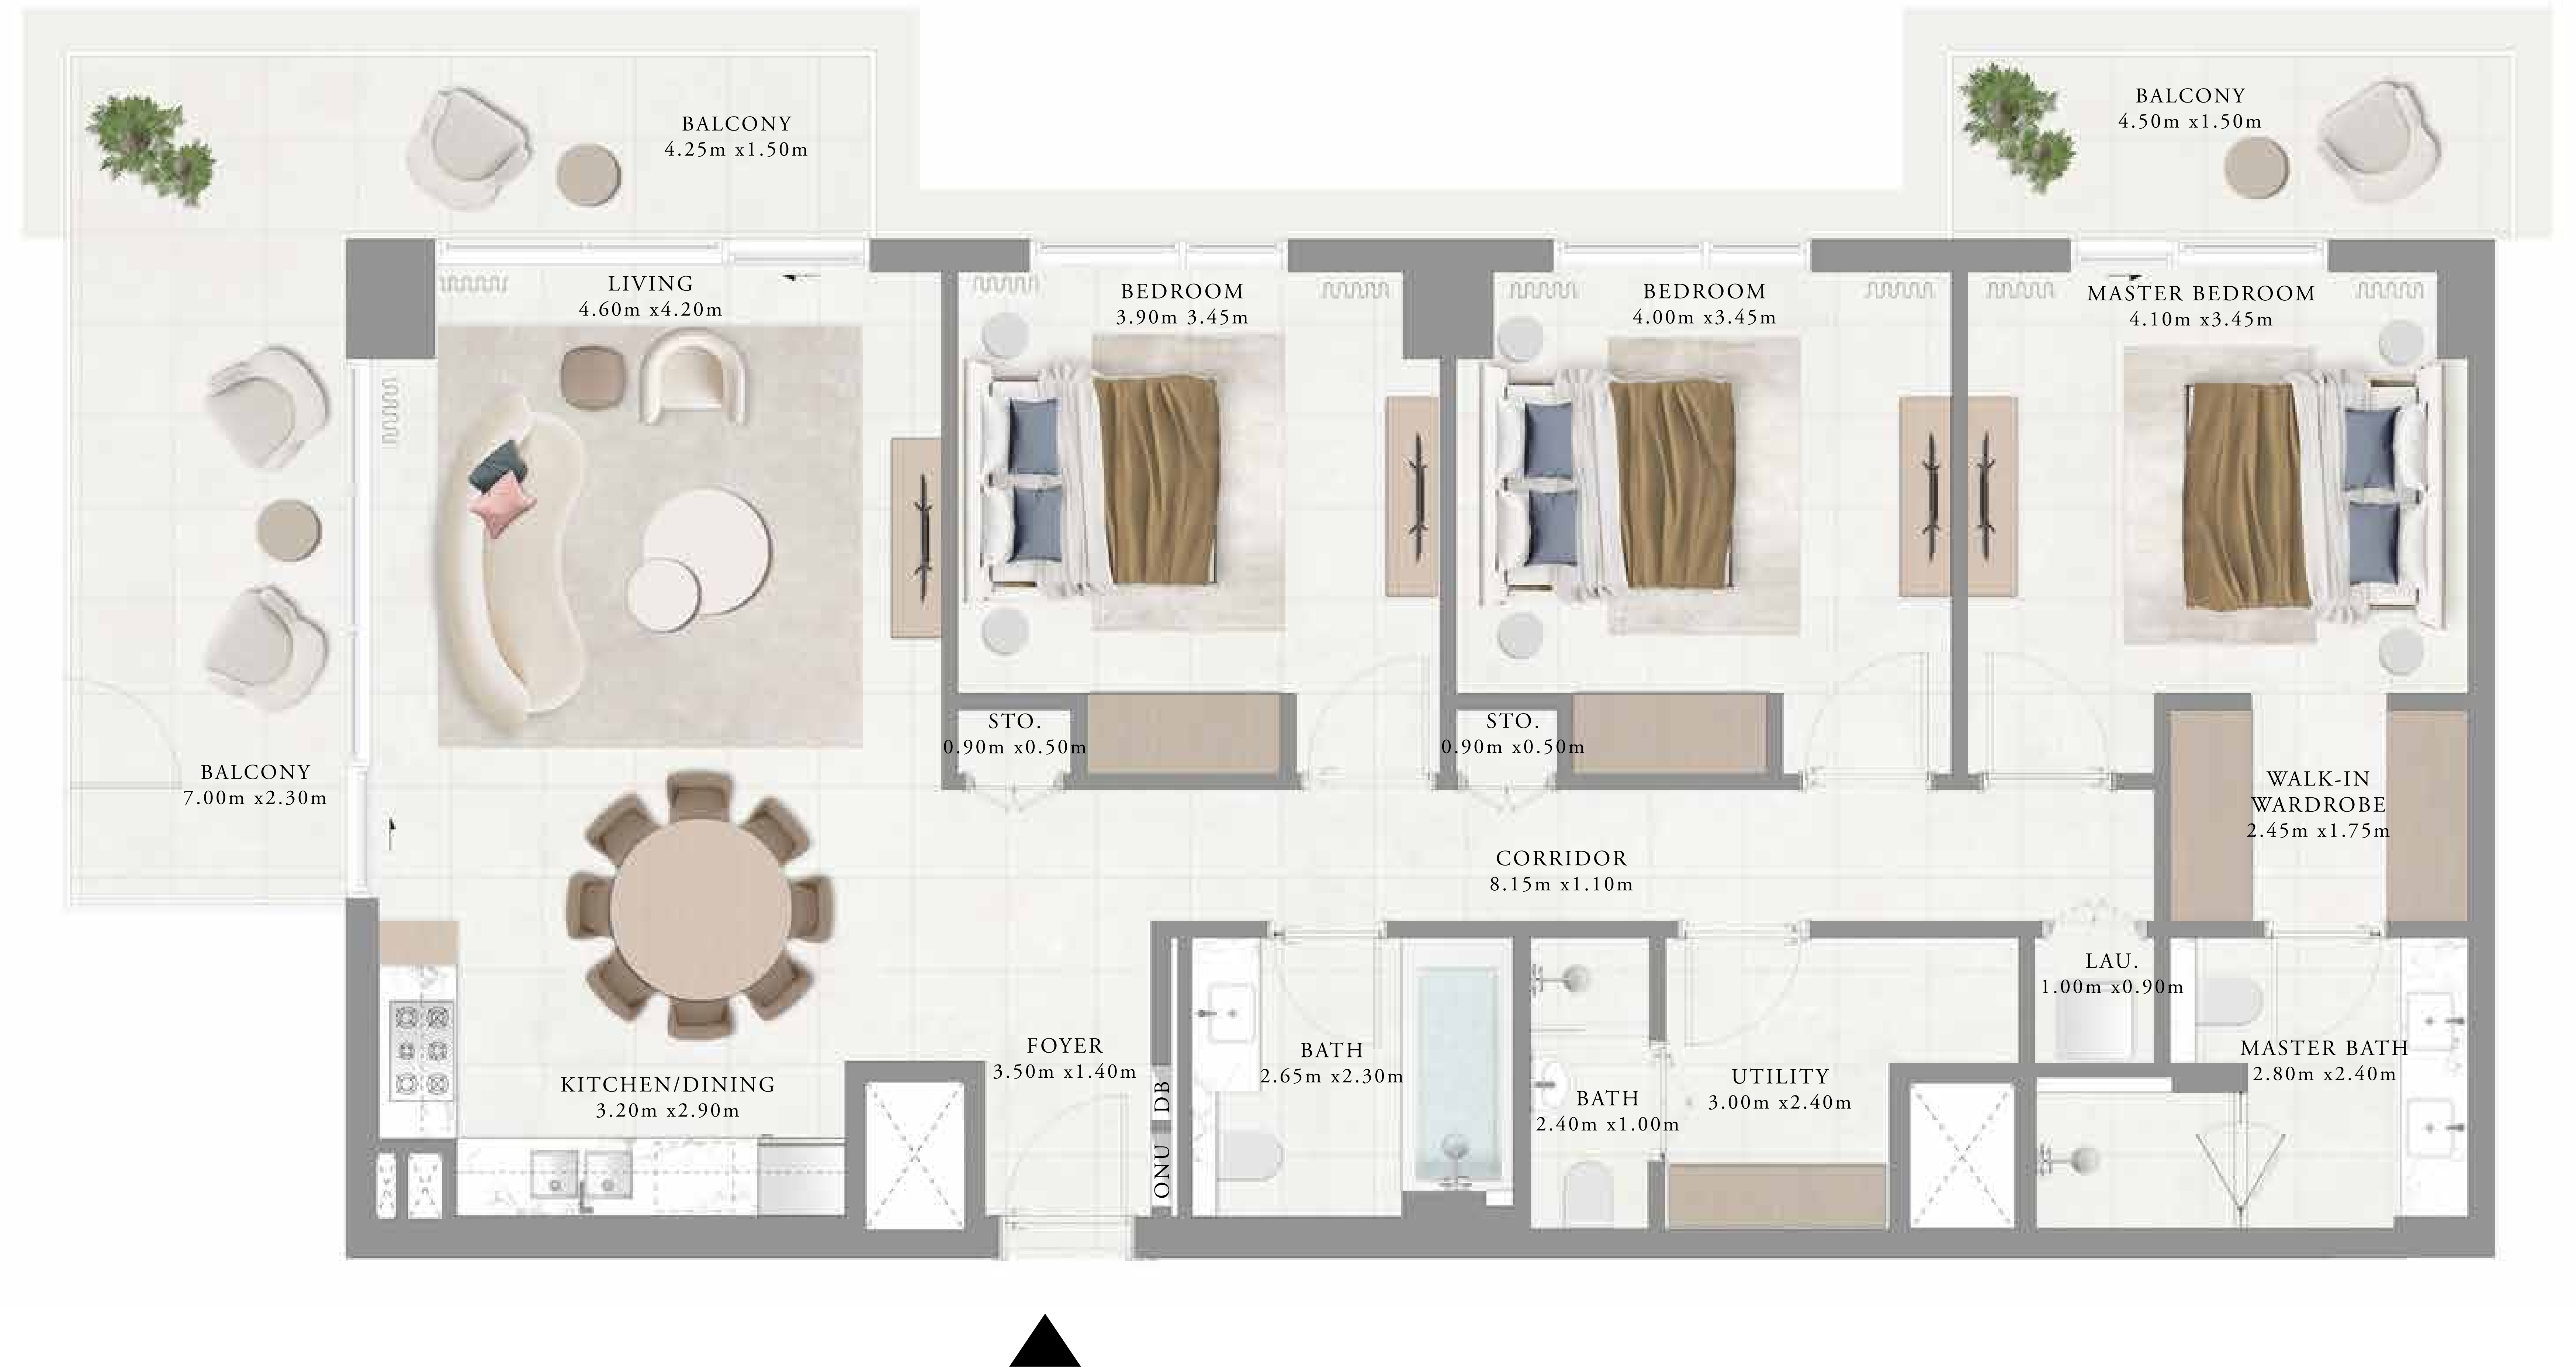 BALCONY
4.25m x1.50m
BALCONY
4.50m x1.50m
LIVING
4.60m x4.20m
BEDROOM
3.90m 3.45m
BEDROOM
4.00m x3.45m
MASTER BEDROOM
4.10m x3.45m
STO.
0.90m x0.50m
STO.
0.90m x0.50m
BALCONY
7.00m x2.30m
WALK-IN
WARDROBE
2.45m x1.75m
CORRIDOR
8.15m x1.10m
LAU.
1.00m x0.90m
FOYER
3.50m x1.40m
BATH
2.65m x2.30m
MASTER BATH
2.80m x2.40m
KITCHEN/DINING
3.20m x2.90m
UTILITY
3.00m x2.40m
BATH
2.40m x1.00m
DB
ONU